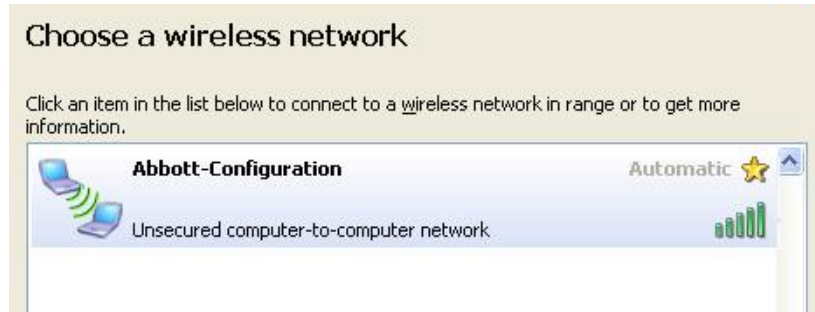 Choose a wireless network
Click an item in the list below to connect to a wireless network in range or to get more
information.
Abbott-Configuration Automatic
Unsecured computer-to-computer network